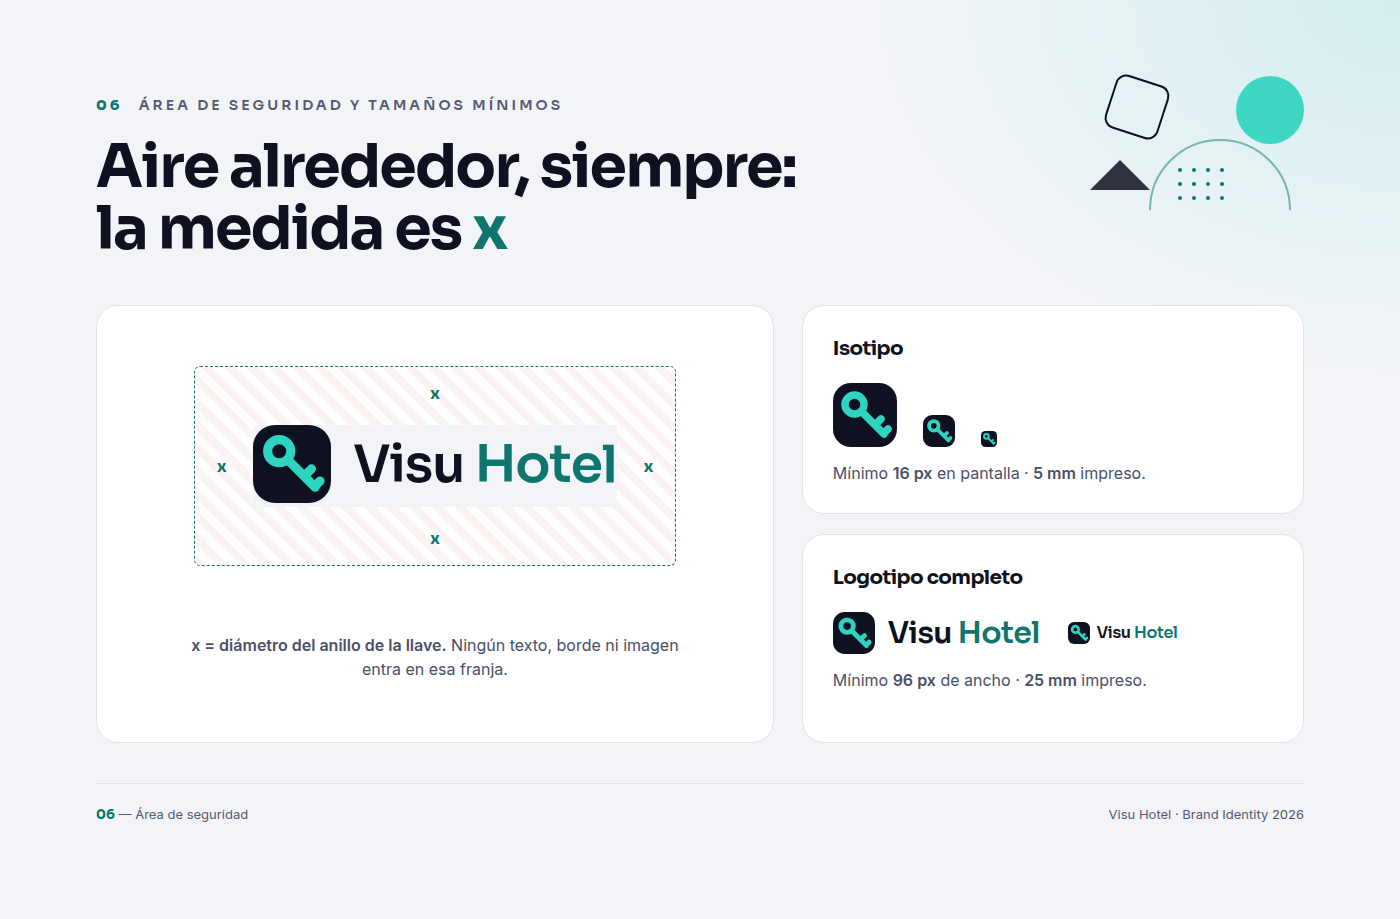 06 ÁREA DE SEGURIDAD Y TAMAÑOS MÍNIMOS
Aire alrededor, siempre:
la medida es x
x
x
Visu Hotel
x
x
x = diámetro del anillo de la llave. Ningún texto, borde ni imagen
entra en esa franja.
Isotipo
Mínimo 16 px en pantalla · 5 mm impreso.
Logotipo completo
Visu Hotel
Visu Hotel
Mínimo 96 px de ancho · 25 mm impreso.
06 — Área de seguridad
Visu Hotel · Brand Identity 2026